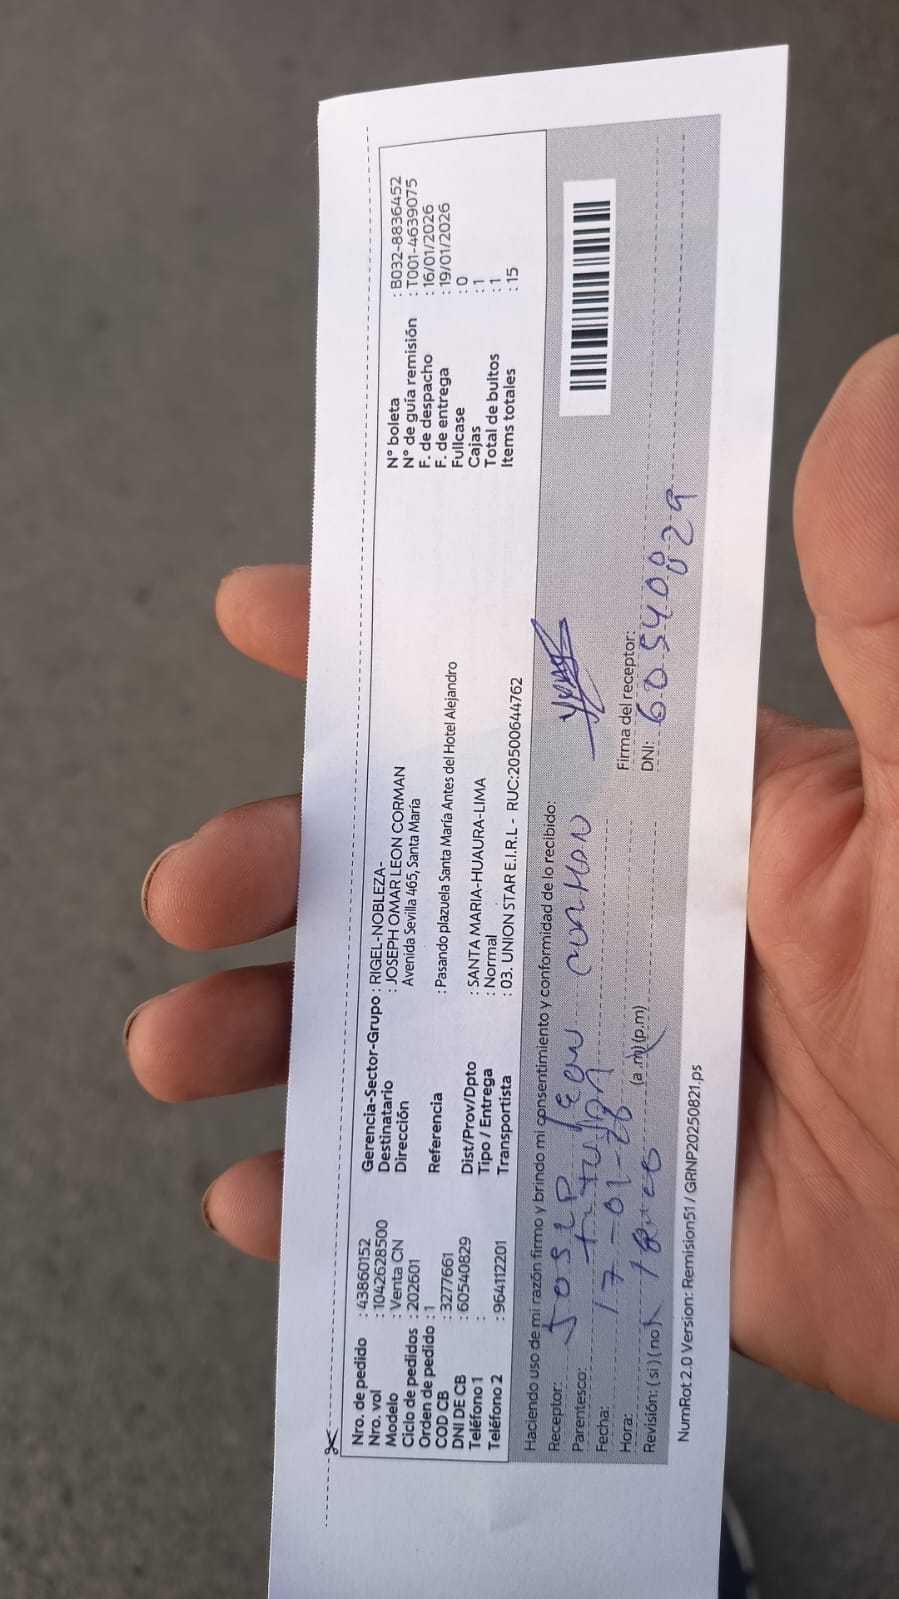 Nro. de pedido : 43860152
Nro. vol : 1042628500
Modelo : Venta CN
Ciclo de pedidos : 202601
Orden de pedido : 1
COD CB : 3277661
DNI DE CB : 60540829
Teléfono 1 :
Teléfono 2 : 964112201
Gerencia-Sector-Grupo : RIGEL-NOBLEZA-
Destinatario : JOSEPH OMAR LEON CORMAN
Dirección Avenida Sevilla 465, Santa María
Referencia : Pasando plazuela Santa María Antes del Hotel Alejandro
Dist/Prov/Dpto : SANTA MARIA-HUAURA-LIMA
Tipo / Entrega : Normal
Transportista : 03. UNION STAR E.I.R.L - RUC:20500644762
N° boleta : B032-8836452
N° de guía remisión : T001-4639075
F. de despacho : 16/01/2026
F. de entrega : 19/01/2026
Fullcase : 0
Cajas : 1
Total de bultos : 1
Items totales : 15
Haciendo uso de mi razón firmo y brindo mi consentimiento y conformidad de lo recibido:
Receptor: Leon
Parentesco: titular
Fecha: 17-01-26
Hora: (a.m) (p.m)
Revisión: (si) (no)
Firma del receptor:
DNI: 60540829
NumRot 2.0 Version: Remision51 / GRNP20250821.ps